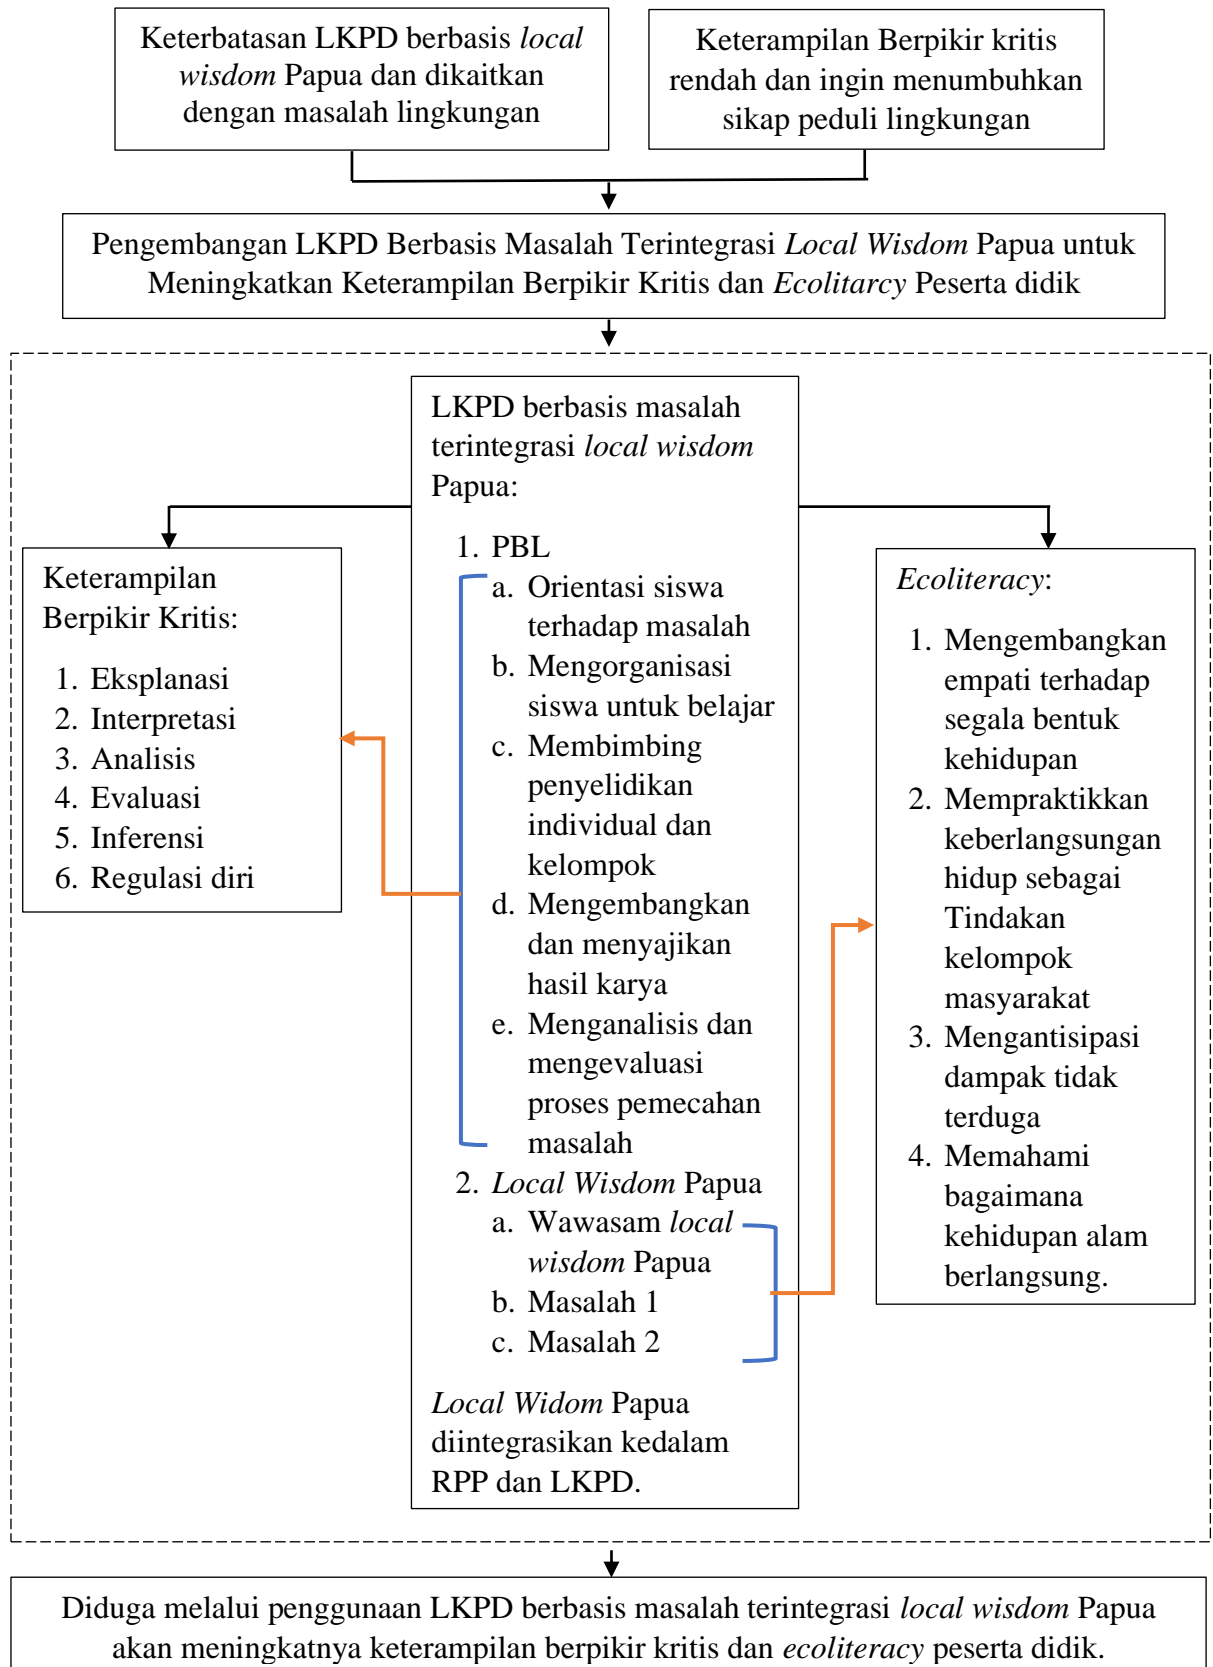 Keterbatasan LKPD berbasis local
wisdom Papua dan dikaitkan
dengan masalah lingkungan
Keterampilan Berpikir kritis
rendah dan ingin menumbuhkan
sikap peduli lingkungan
Pengembangan LKPD Berbasis Masalah Terintegrasi Local Wisdom Papua untuk
Meningkatkan Keterampilan Berpikir Kritis dan Ecolitarcy Peserta didik
LKPD berbasis masalah
terintegrasi local wisdom
Papua:
1. PBL
a. Orientasi siswa
terhadap masalah
b. Mengorganisasi
siswa untuk belajar
c. Membimbing
penyelidikan
individual dan
kelompok
d. Mengembangkan
dan menyajikan
hasil karya
e. Menganalisis dan
mengevaluasi
proses pemecahan
masalah
2. Local Wisdom Papua
a. Wawasam local
wisdom Papua
b. Masalah 1
c. Masalah 2
Local Widom Papua
diintegrasikan kedalam
RPP dan LKPD.
Keterampilan
Berpikir Kritis:
1. Eksplanasi
2. Interpretasi
3. Analisis
4. Evaluasi
5. Inferensi
6. Regulasi diri
Ecoliteracy:
1. Mengembangkan
empati terhadap
segala bentuk
kehidupan
2. Mempraktikkan
keberlangsungan
hidup sebagai
Tindakan
kelompok
masyarakat
3. Mengantisipasi
dampak tidak
terduga
4. Memahami
bagaimana
kehidupan alam
berlangsung.
Diduga melalui penggunaan LKPD berbasis masalah terintegrasi local wisdom Papua
akan meningkatnya keterampilan berpikir kritis dan ecoliteracy peserta didik.